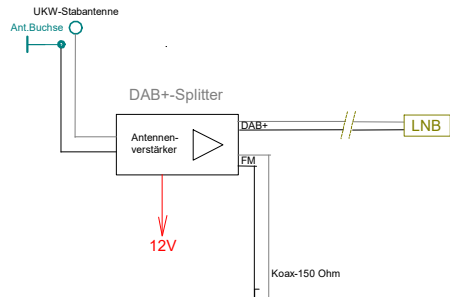 UKW-Stabantenne
Ant.Buchse
DAB+-Splitter
Antennen-
verstärker
DAB+
LNB
FM
12V
Koax-150 Ohm